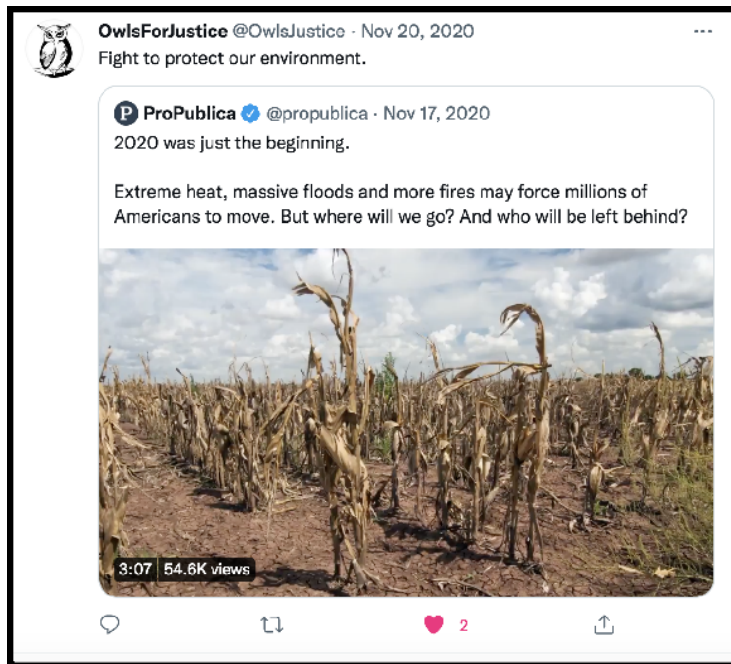 OwlsForJustice @OwlsJustice · Nov 20, 2020
Fight to protect our environment.
P ProPublica @propublica · Nov 17, 2020
2020 was just the beginning.
Extreme heat, massive floods and more fires may force millions of
Americans to move. But where will we go? And who will be left behind?
3:07 54.6K views
2